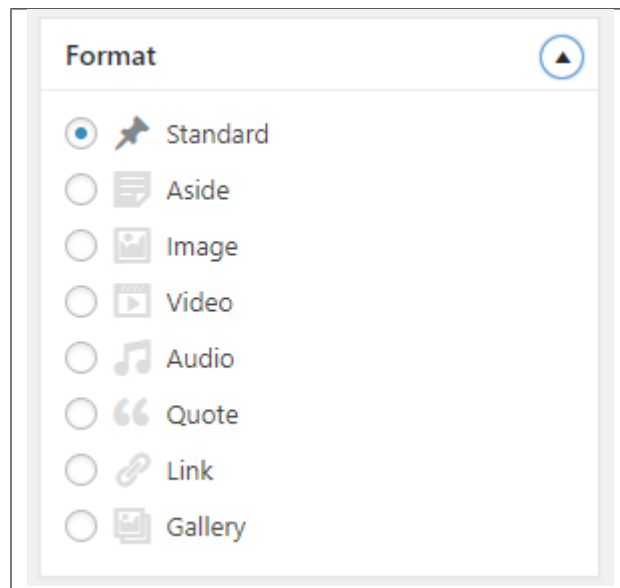 Format
Standard
Aside
Image
Video
Audio
Quote
Link
Gallery